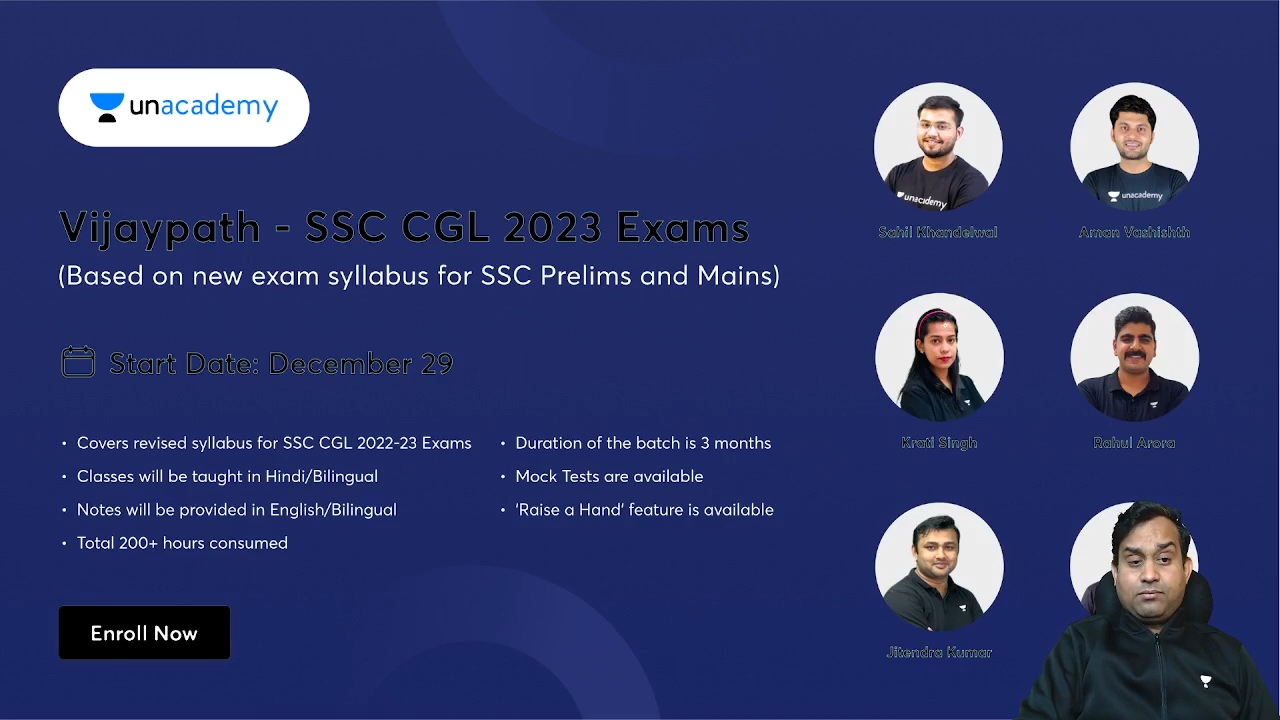 unacademy
Vijaypath - SSC CGL 2023 Exams
(Based on new exam syllabus for SSC Prelims and Mains)
Start Date: December 29
• Covers revised syllabus for SSC CGL 2022-23 Exams
• Classes will be taught in Hindi/Bilingual
• Notes will be provided in English/Bilingual
• Total 200+ hours consumed
• Duration of the batch is 3 months
• Mock Tests are available
• 'Raise a Hand' feature is available
Enroll Now
unacademy
unacademy
Sahil Khandelwal
Aman Vashishth
Krati Singh
Rahul Arora
Jitendra Kumar